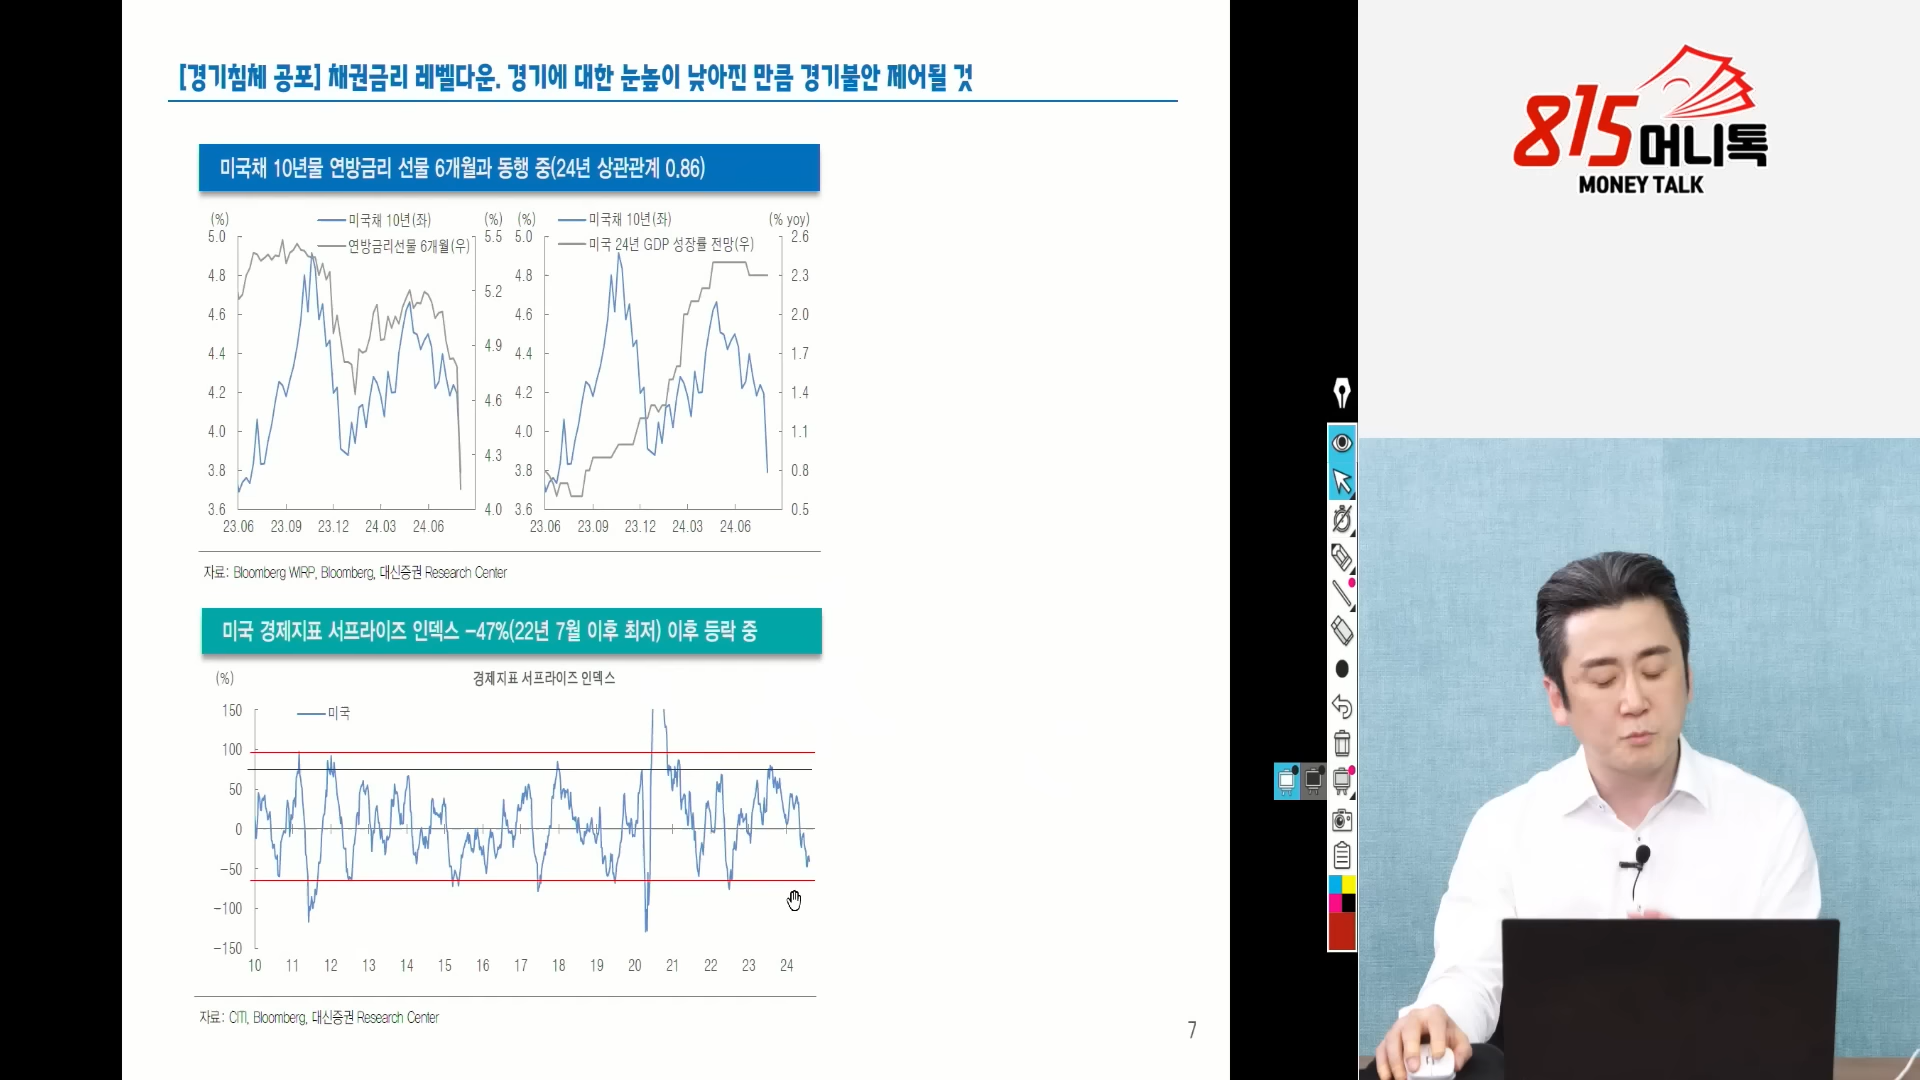 [경기침체 공포] 채권금리 레벨다운. 경기에 대한 눈높이 낮아진 만큼 경기불안 제어될 것
미국채 10년물 연방금리 선물 6개월과 동행 중(24년 상관관계 0.86)
(%)
미국채 10년(좌)
(%)
연방금리선물 6개월(우)
5.0
4.8
4.6
4.4
4.2
4.0
3.8
3.6
5.5
5.2
4.9
4.6
4.3
4.0
23.06 23.09 23.12 24.03 24.06
(%)
미국채 10년(좌)
(% yoy)
미국 24년 GDP 성장률 전망(우)
5.0
4.8
4.6
4.4
4.2
4.0
3.8
3.6
2.6
2.3
2.0
1.7
1.4
1.1
0.8
0.5
23.06 23.09 23.12 24.03 24.06
자료: Bloomberg WIRP, Bloomberg, 대신증권 Research Center
미국 경제지표 서프라이즈 인덱스 -47%(22년 7월 이후 최저) 이후 등락 중
(%)
경제지표 서프라이즈 인덱스
미국
150
100
50
0
-50
-100
-150
10 11 12 13 14 15 16 17 18 19 20 21 22 23 24
자료: CITI, Bloomberg, 대신증권 Research Center
7
815머니톡
MONEY TALK